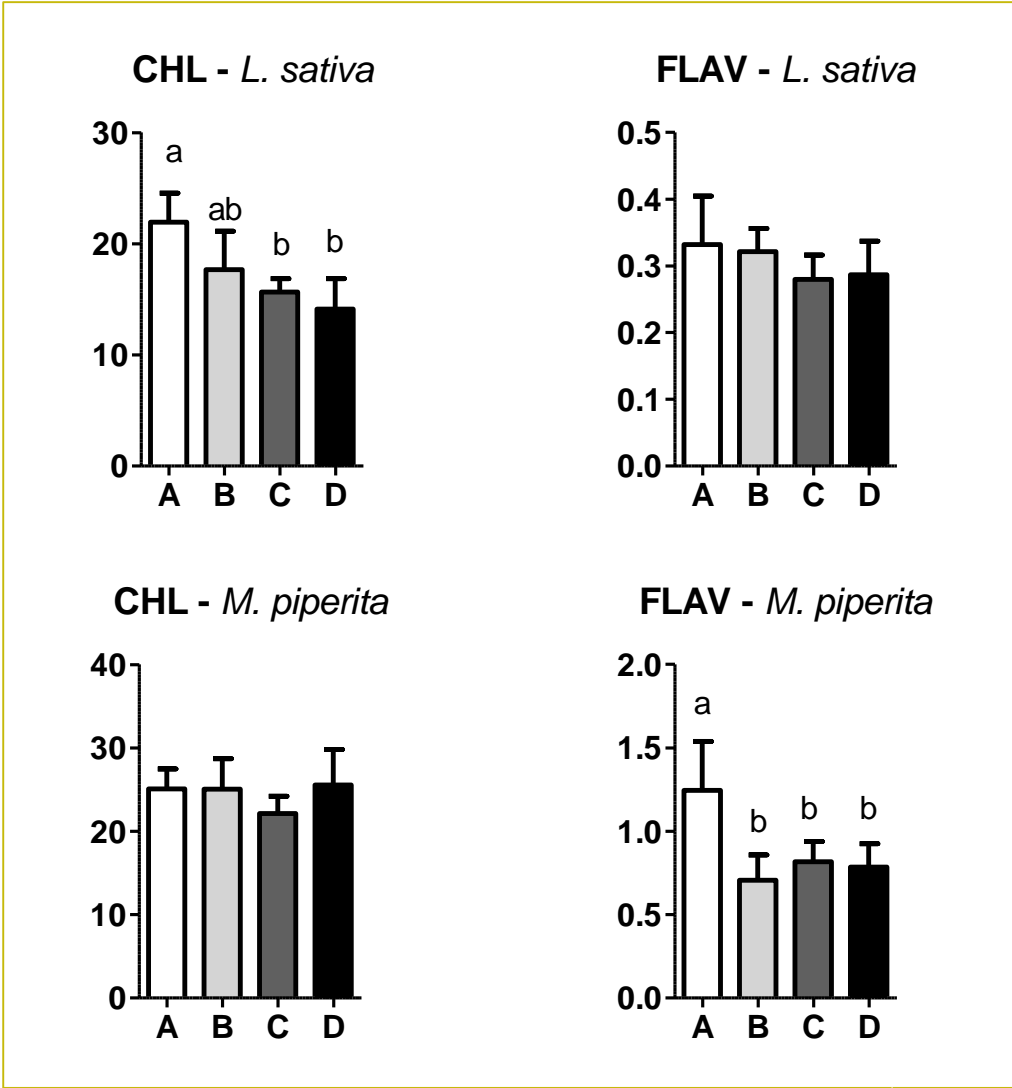 CHL - L. sativa
30
20
10
0
a
ab
b
b
A B C D
FLAV - L. sativa
0.5
0.4
0.3
0.2
0.1
0.0
A B C D
CHL - M. piperita
40
30
20
10
0
A B C D
FLAV - M. piperita
2.0
1.5
1.0
0.5
0.0
a
b
b
b
A B C D